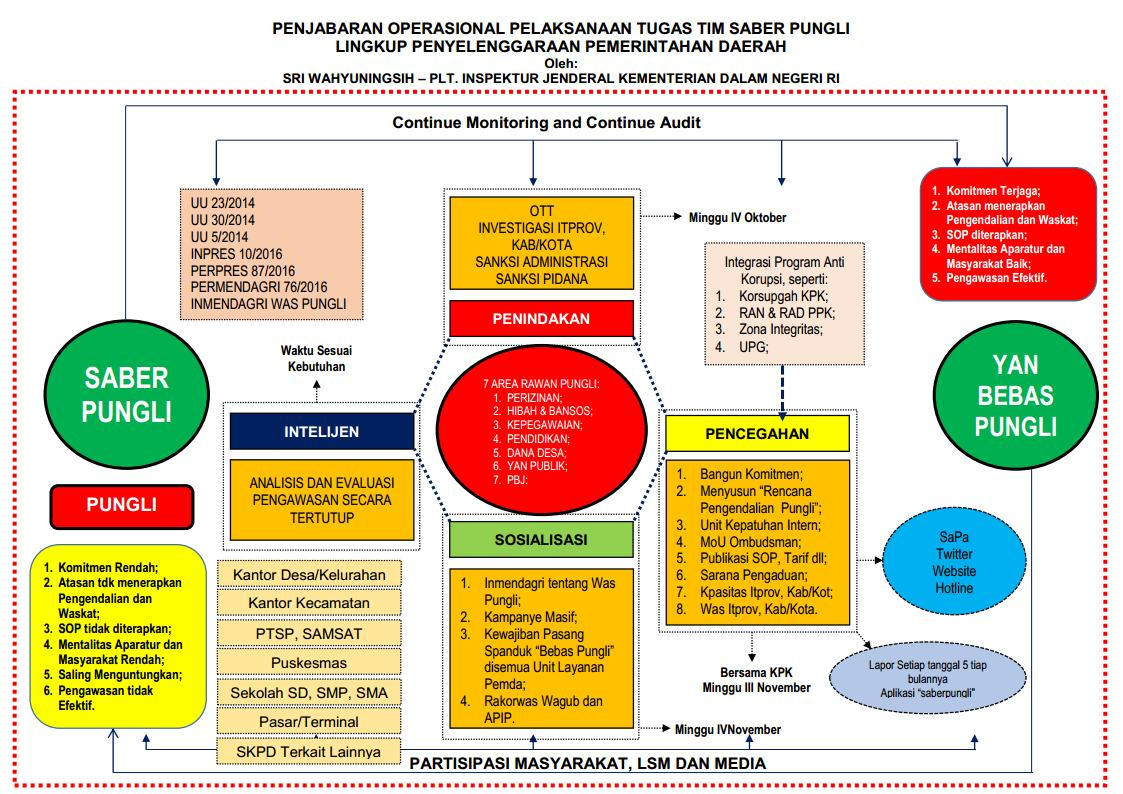 PENJABARAN OPERASIONAL PELAKSANAAN TUGAS TIM SABER PUNGLI
LINGKUP PENYELENGGARAAN PEMERINTAHAN DAERAH
Oleh:
SRI WAHYUNINGSIH – PLT. INSPEKTUR JENDERAL KEMENTERIAN DALAM NEGERI RI
Continue Monitoring and Continue Audit
UU 23/2014
UU 30/2014
UU 5/2014
INPRES 10/2016
PERPRES 87/2016
PERMENDAGRI 76/2016
INMENDAGRI WAS PUNGLI
OTT
INVESTIGASI ITPROV,
KAB/KOTA
SANKSI ADMINISTRASI
SANKSI PIDANA
PENINDAKAN
Minggu IV Oktober
Integrasi Program Anti
Korupsi, seperti:
1. Korsupgah KPK;
2. RAN & RAD PPK;
3. Zona Integritas;
4. UPG;
1. Komitmen Terjaga;
2. Atasan menerapkan
Pengendalian dan Waskat;
3. SOP diterapkan;
4. Mentalitas Aparatur dan
Masyarakat Baik;
5. Pengawasan Efektif.
SABER
PUNGLI
Waktu Sesuai
Kebutuhan
INTELIJEN
ANALISIS DAN EVALUASI
PENGAWASAN SECARA
TERTUTUP
7 AREA RAWAN PUNGLI:
1. PERIZINAN;
2. HIBAH & BANSOS;
3. KEPEGAWAIAN;
4. PENDIDIKAN;
5. DANA DESA;
6. YAN PUBLIK;
7. PBJ:
PENCEGAHAN
1. Bangun Komitmen;
2. Menyusun “Rencana
Pengendalian Pungli”;
3. Unit Kepatuhan Intern;
4. MoU Ombudsman;
5. Publikasi SOP, Tarif dll;
6. Sarana Pengaduan;
7. Kpasitas Itprov, Kab/Kot;
8. Was Itprov, Kab/Kota.
YAN
BEBAS
PUNGLI
SaPa
Twitter
Website
Hotline
Lapor Setiap tanggal 5 tiap
bulannya
Aplikasi “saberpungli”
Bersama KPK
Minggu III November
PUNGLI
1. Komitmen Rendah;
2. Atasan tdk menerapkan
Pengendalian dan
Waskat;
3. SOP tidak diterapkan;
4. Mentalitas Aparatur dan
Masyarakat Rendah;
5. Saling Menguntungkan;
6. Pengawasan tidak
Efektif.
Kantor Desa/Kelurahan
Kantor Kecamatan
PTSP, SAMSAT
Puskesmas
Sekolah SD, SMP, SMA
Pasar/Terminal
SKPD Terkait Lainnya
SOSIALISASI
1. Inmendagri tentang Was
Pungli;
2. Kampanye Masif;
3. Kewajiban Pasang
Spanduk “Bebas Pungli”
disemua Unit Layanan
Pemda;
4. Rakorwas Wagub dan
APIP.
Minggu IVNovember
PARTISIPASI MASYARAKAT, LSM DAN MEDIA